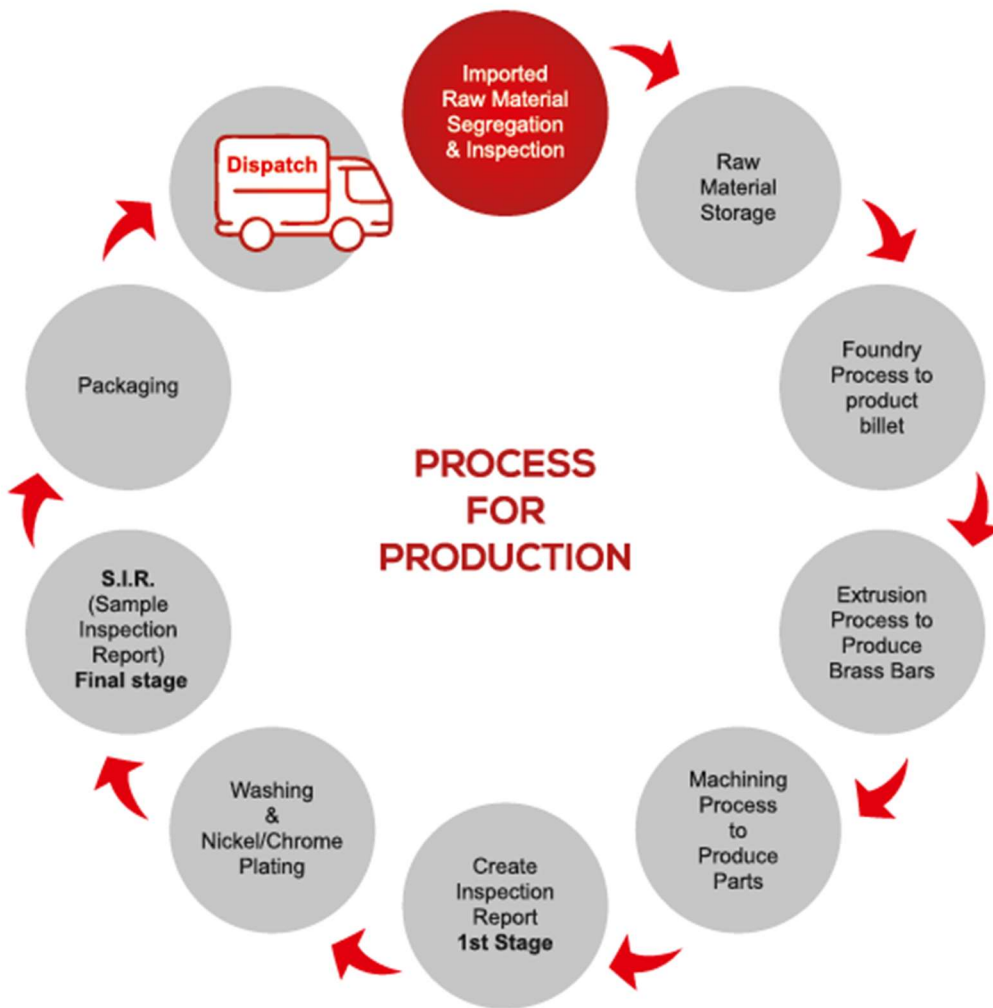 Imported
Raw Material
Segregation
& Inspection
Raw
Material
Storage
Foundry
Process to
product
billet
Extrusion
Process to
Produce
Brass Bars
Machining
Process
to
Produce
Parts
Create
Inspection
Report
1st Stage
Washing
&
Nickel/Chrome
Plating
S.I.R.
(Sample
Inspection
Report)
Final stage
Packaging
Dispatch
PROCESS
FOR
PRODUCTION